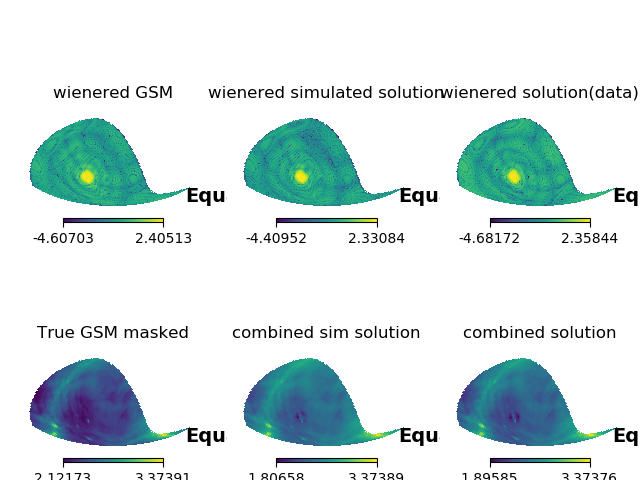 wienered GSM
wienered simulated solution
wienered solution(data)
Equ
Equ
Eq
-4.60703 2.40513
-4.40952 2.33084
-4.68172 2.35844
True GSM masked
combined sim solution
combined solution
Equ
Equ
Eq
2.12173 3.37391
1.80658 3.37389
1.89585 3.37376